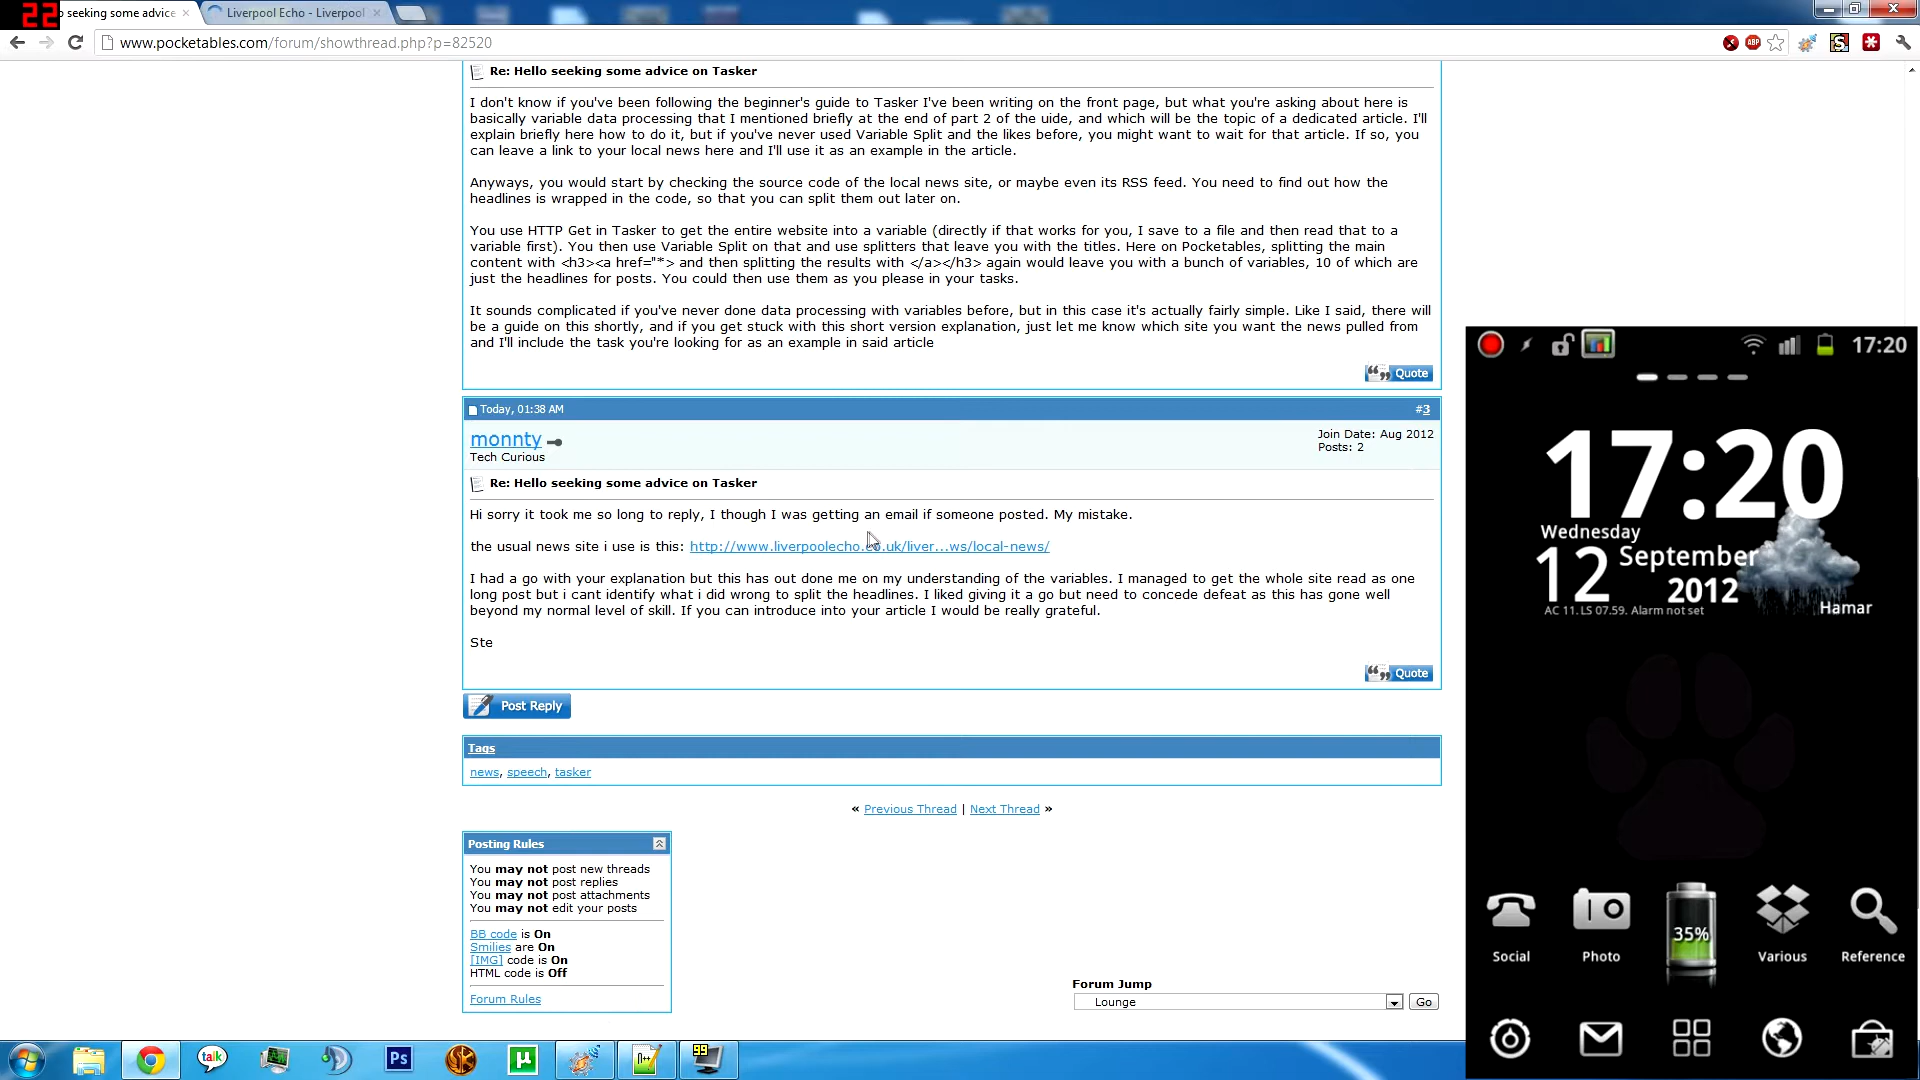 22
seeking some advice
Liverpool Echo - Liverpool
www.pocketables.com/forum/showthread.php?p=82520
ABP
S
Re: Hello seeking some advice on Tasker
I don't know if you've been following the beginner's guide to Tasker I've been writing on the front page, but what you're asking about here is
basically variable data processing that I mentioned briefly at the end of part 2 of the uide, and which will be the topic of a dedicated article. I'll
explain briefly here how to do it, but if you've never used Variable Split and the likes before, you might want to wait for that article. If so, you
can leave a link to your local news here and I'll use it as an example in the article.
Anyways, you would start by checking the source code of the local news site, or maybe even its RSS feed. You need to find out how the
headlines is wrapped in the code, so that you can split them out later on.
You use HTTP Get in Tasker to get the entire website into a variable (directly if that works for you, I save to a file and then read that to a
variable first). You then use Variable Split on that and use splitters that leave you with the titles. Here on Pocketables, splitting the main
content with <h3><a href="*> and then splitting the results with </a></h3> again would leave you with a bunch of variables, 10 of which are
just the headlines for posts. You could then use them as you please in your tasks.
It sounds complicated if you've never done data processing with variables before, but in this case it's actually fairly simple. Like I said, there will
be a guide on this shortly, and if you get stuck with this short version explanation, just let me know which site you want the news pulled from
and I'll include the task you're looking for as an example in said article
Quote
Today, 01:38 AM
#3
monnty
Tech Curious
Join Date: Aug 2012
Posts: 2
Re: Hello seeking some advice on Tasker
Hi sorry it took me so long to reply, I though I was getting an email if someone posted. My mistake.
the usual news site i use is this: http://www.liverpoolecho.co.uk/liver...ws/local-news/
I had a go with your explanation but this has out done me on my understanding of the variables. I managed to get the whole site read as one
long post but i cant identify what i did wrong to split the headlines. I liked giving it a go but need to concede defeat as this has gone well
beyond my normal level of skill. If you can introduce into your article I would be really grateful.
Ste
Quote
Post Reply
Tags
news, speech, tasker
« Previous Thread | Next Thread »
Posting Rules
You may not post new threads
You may not post replies
You may not post attachments
You may not edit your posts
BB code is On
Smilies are On
[IMG] code is On
HTML code is Off
Forum Rules
Forum Jump
Lounge
Go
17:20
17:20
Wednesday
12 September
2012
AC 11.LS 07.59. Alarm not set
Hamar
35%
Social
Photo
Various
Reference
talk
Ps
µ
n++
99